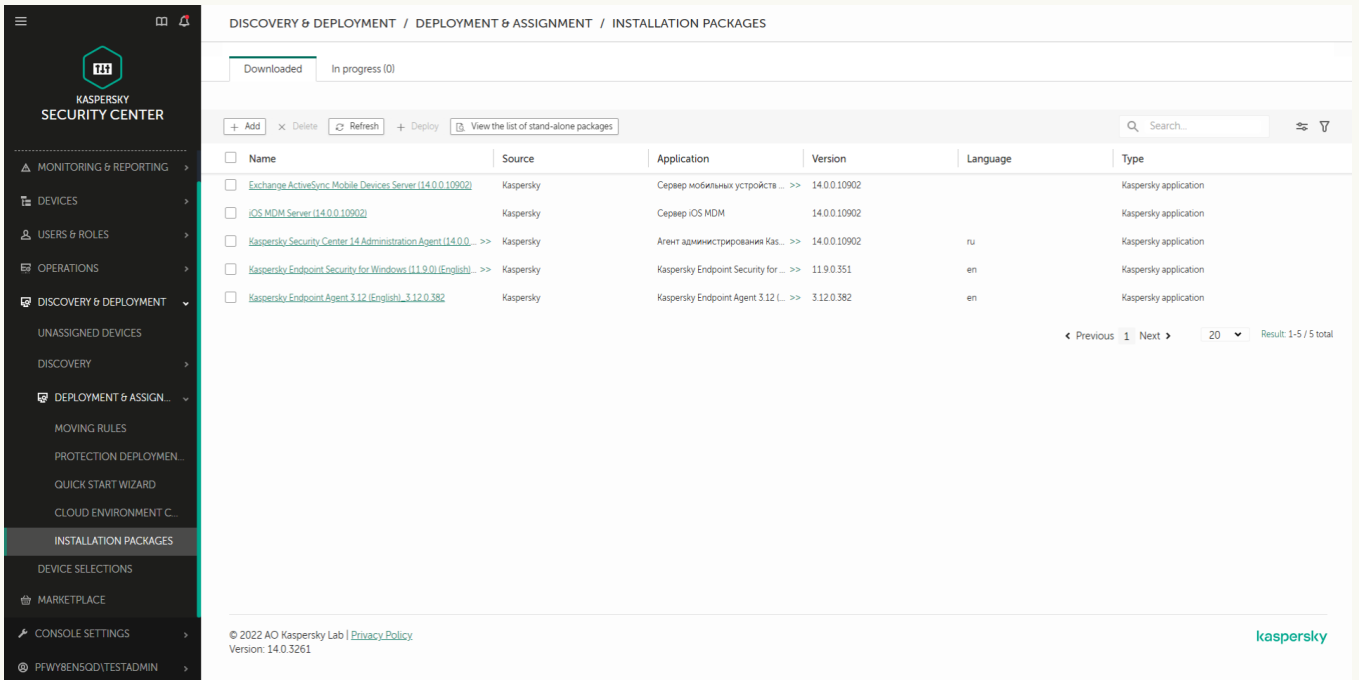 DISCOVERY & DEPLOYMENT / DEPLOYMENT & ASSIGNMENT / INSTALLATION PACKAGES
KASPERSKY
SECURITY CENTER
MONITORING & REPORTING
DEVICES
USERS & ROLES
OPERATIONS
DISCOVERY & DEPLOYMENT
UNASSIGNED DEVICES
DISCOVERY
DEPLOYMENT & ASSIGN...
MOVING RULES
PROTECTION DEPLOYMEN...
QUICK START WIZARD
CLOUD ENVIRONMENT C...
INSTALLATION PACKAGES
DEVICE SELECTIONS
MARKETPLACE
CONSOLE SETTINGS
PFWY8EN5QD\TESTADMIN
Downloaded In progress (0)
+ Add × Delete Refresh + Deploy View the list of stand-alone packages Search...
Name Source Application Version Language Type
Exchange ActiveSync Mobile Devices Server (14.0.0.10902) Kaspersky Сервер мобильных устройств ... >> 14.0.0.10902 Kaspersky application
iOS MDM Server (14.0.0.10902) Kaspersky Сервер iOS MDM 14.0.0.10902 Kaspersky application
Kaspersky Security Center 14 Administration Agent (14.0.0.... >> Kaspersky Агент администрирования Kas... >> 14.0.0.10902 ru Kaspersky application
Kaspersky Endpoint Security for Windows (11.9.0) (English)... >> Kaspersky Kaspersky Endpoint Security for ... >> 11.9.0.351 en Kaspersky application
Kaspersky Endpoint Agent 3.12 (English)_3.12.0.382 Kaspersky Kaspersky Endpoint Agent 3.12 (... >> 3.12.0.382 en Kaspersky application
Previous 1 Next 20 Result: 1-5 / 5 total
© 2022 AO Kaspersky Lab | Privacy Policy
Version: 14.0.3261
kaspersky